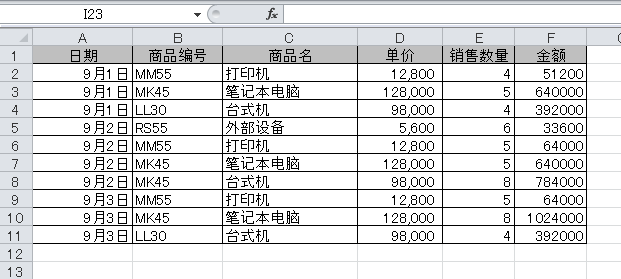 I23 fx
A B C D E F
1 日期 商品编号 商品名 单价 销售数量 金额
2 9月1日 MM55 打印机 12,800 4 51200
3 9月1日 MK45 笔记本电脑 128,000 5 640000
4 9月1日 LL30 台式机 98,000 4 392000
5 9月2日 RS55 外部设备 5,600 6 33600
6 9月2日 MM55 打印机 12,800 5 64000
7 9月2日 MK45 笔记本电脑 128,000 5 640000
8 9月2日 MK45 台式机 98,000 8 784000
9 9月3日 MM55 打印机 12,800 5 64000
10 9月3日 MK45 笔记本电脑 128,000 8 1024000
11 9月3日 LL30 台式机 98,000 4 392000
12
13